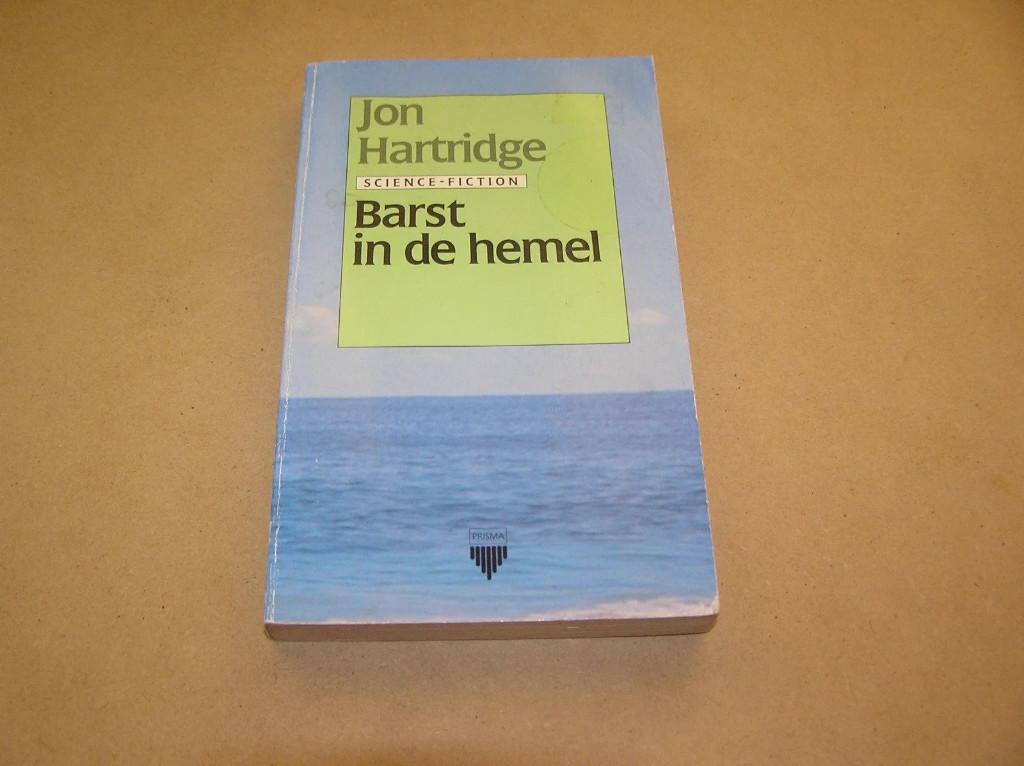 Jon
Hartridge
SCIENCE-FICTION
Barst
in de hemel
PRISMA